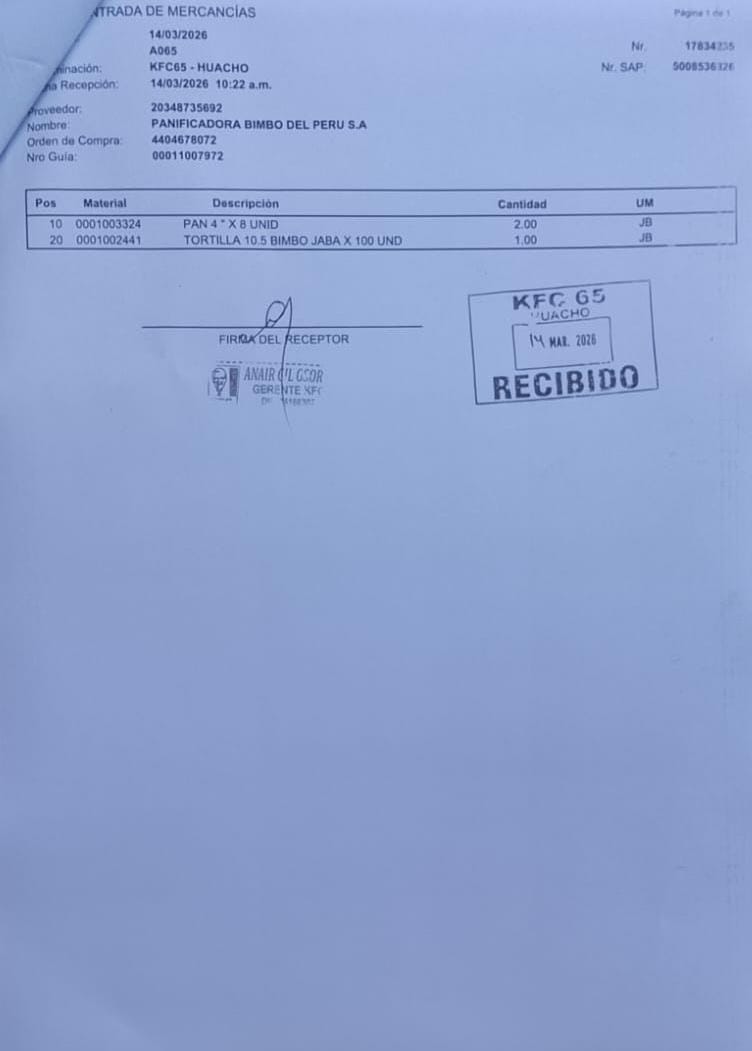 NTRADA DE MERCANCÍAS
Página 1 de 1
14/03/2026
A065
Nr. 17834235
minación: KFC65 - HUACHO
Nr. SAP: 5008536326
na Recepción: 14/03/2026 10:22 a.m.
Proveedor: 20348735692
Nombre: PANIFICADORA BIMBO DEL PERU S.A
Orden de Compra: 4404678072
Nro Guía: 00011007972
Pos Material Descripción Cantidad UM
10 0001003324 PAN 4 " X 8 UNID 2.00 JB
20 0001002441 TORTILLA 10.5 BIMBO JABA X 100 UND 1.00 JB
FIRMA DEL RECEPTOR
ANAIR GIL
GERENTE KFC
KFC 65
HUACHO
14 MAR. 2026
RECIBIDO